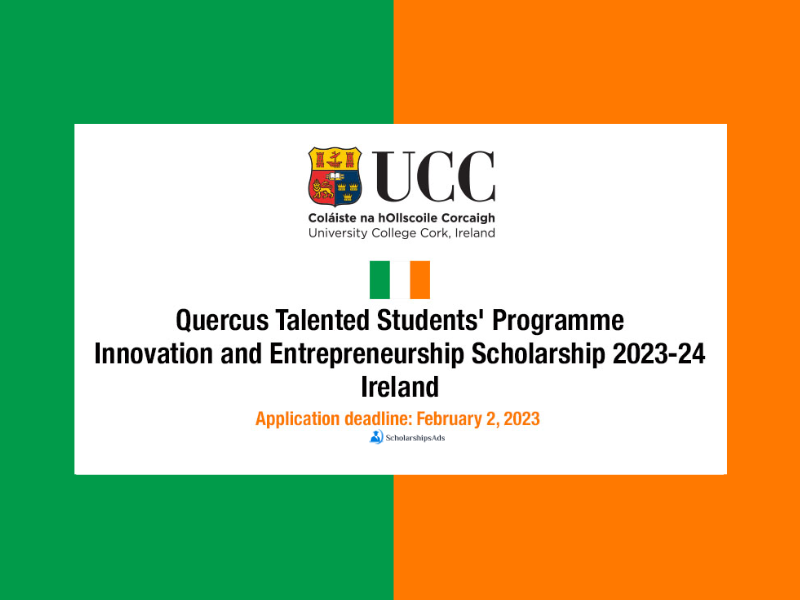 UCC
Coláiste na hOllscoile Corcaigh
University College Cork, Ireland
Quercus Talented Students' Programme
Innovation and Entrepreneurship Scholarship 2023-24
Ireland
Application deadline: February 2, 2023
ScholarshipsAds